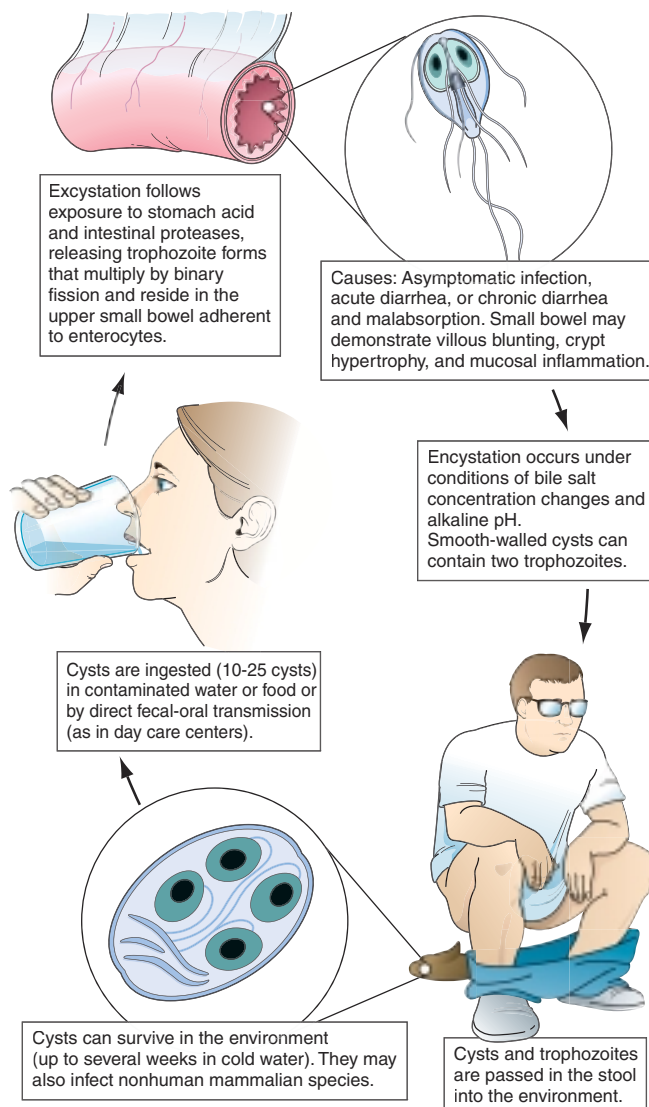 Excystation follows
exposure to stomach acid
and intestinal proteases,
releasing trophozoite forms
that multiply by binary
fission and reside in the
upper small bowel adherent
to enterocytes.
Causes: Asymptomatic infection,
acute diarrhea, or chronic diarrhea
and malabsorption. Small bowel may
demonstrate villous blunting, crypt
hypertrophy, and mucosal inflammation.
Encystation occurs under
conditions of bile salt
concentration changes and
alkaline pH.
Smooth-walled cysts can
contain two trophozoites.
Cysts are ingested (10-25 cysts)
in contaminated water or food or
by direct fecal-oral transmission
(as in day care centers).
Cysts can survive in the environment
(up to several weeks in cold water). They may
also infect nonhuman mammalian species.
Cysts and trophozoites
are passed in the stool
into the environment.